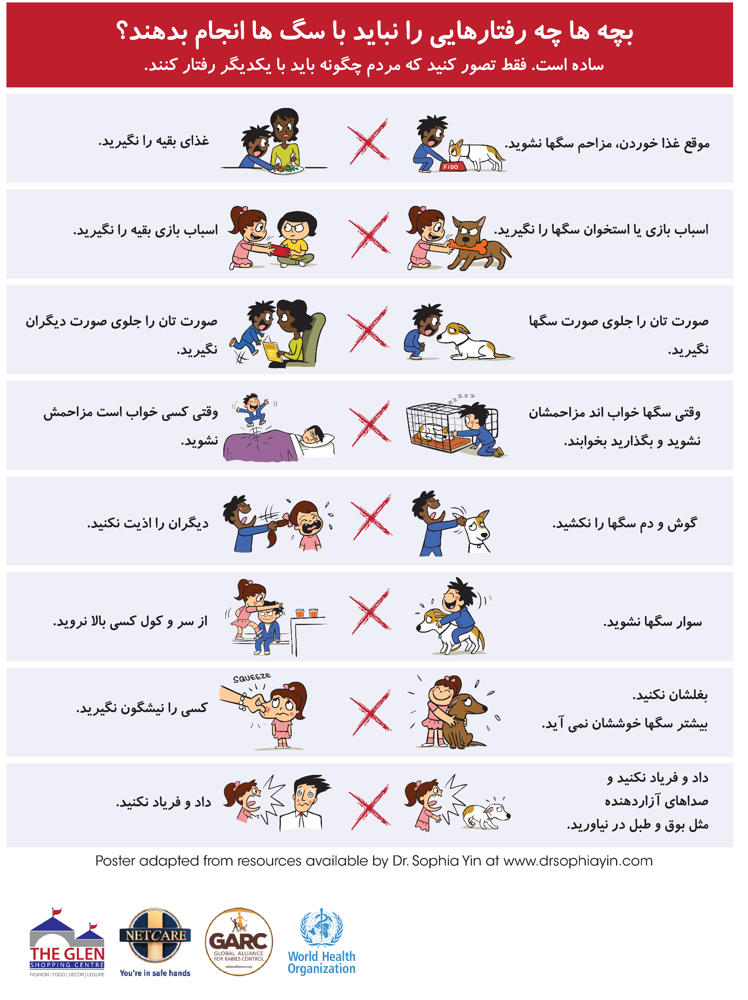 بچه ها چه رفتارهایی را نباید با سگ ها انجام بدهند؟
ساده است. فقط تصور کنید که مردم چگونه باید با یکدیگر رفتار کنند.
موقع غذا خوردن، مزاحم سگها نشوید.
FIDO
غذای بقیه را نگیرید.
اسباب بازی یا استخوان سگها را نگیرید.
اسباب بازی بقیه را نگیرید.
صورت تان را جلوی صورت سگها
نگیرید.
صورت تان را جلوی صورت دیگران
نگیرید.
وقتی سگها خواب اند مزاحمشان
نشوید و بگذارید بخوابند.
zzzzzz
وقتی کسی خواب است مزاحمش
نشوید.
گوش و دم سگها را نکشید.
دیگران را اذیت نکنید.
سوار سگها نشوید.
از سر و کول کسی بالا نروید.
بغلشان نکنید.
بیشتر سگها خوششان نمی آید.
SQUEEZE
کسی را نیشگون نگیرید.
داد و فریاد نکنید و
صداهای آزاردهنده
مثل بوق و طبل در نیاورید.
داد و فریاد نکنید.
Poster adapted from resources available by Dr. Sophia Yin at www.drsophiayin.com
THE GLEN
SHOPPING CENTRE
FASHION | FOOD | DÉCOR | LEISURE
NETCARE
You're in safe hands
GARC
GLOBAL ALLIANCE
FOR RABIES CONTROL
rabiesalliance.org
World Health
Organization